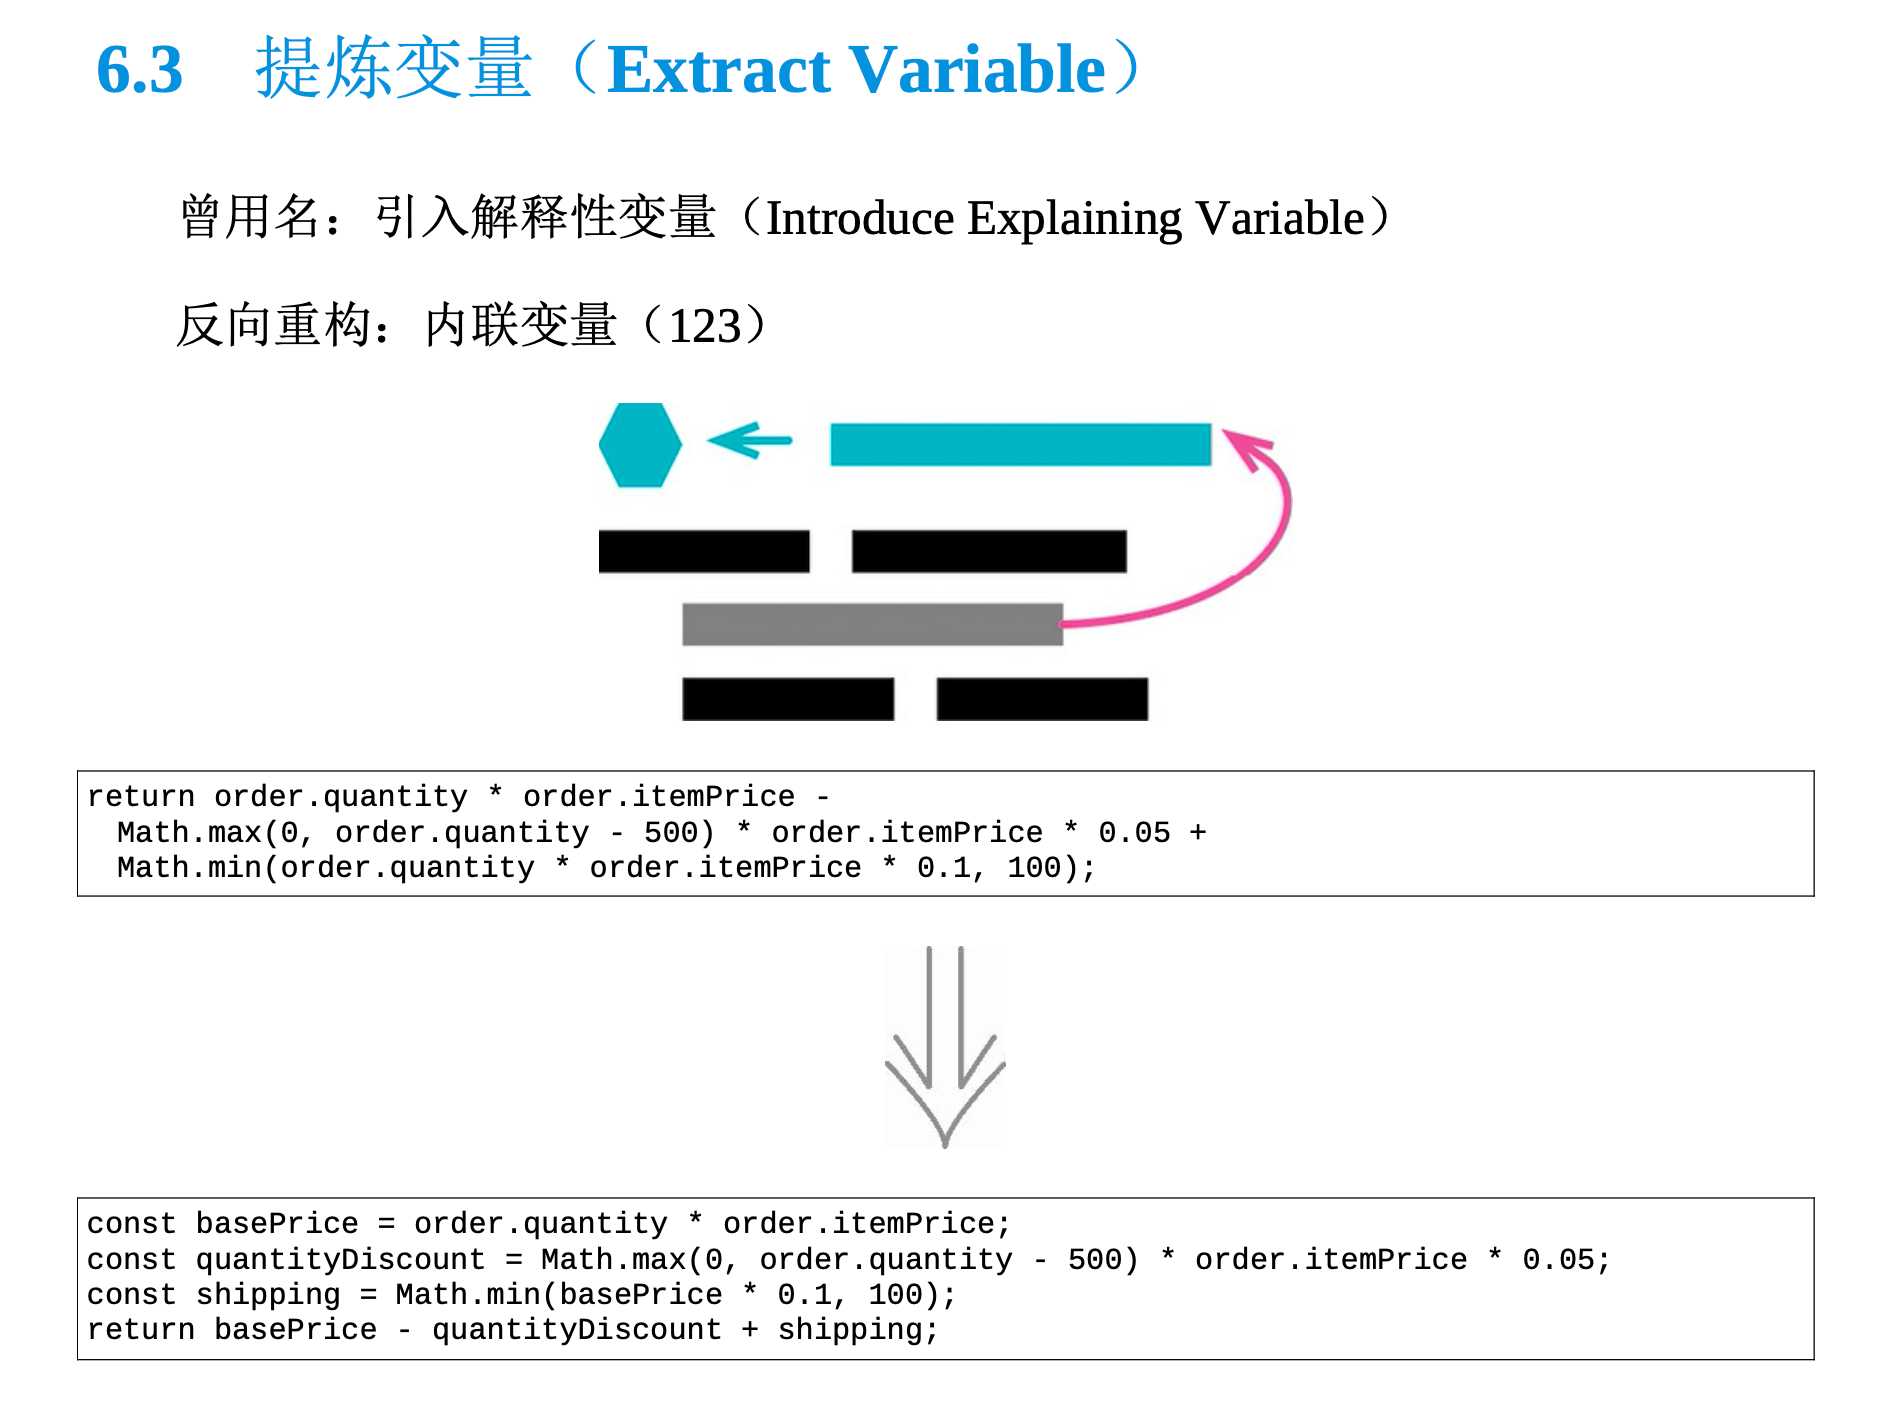 6.3 提炼变量（Extract Variable）
曾用名：引入解释性变量（Introduce Explaining Variable）
反向重构：内联变量（123）
return order.quantity * order.itemPrice -
  Math.max(0, order.quantity - 500) * order.itemPrice * 0.05 +
  Math.min(order.quantity * order.itemPrice * 0.1, 100);
const basePrice = order.quantity * order.itemPrice;
const quantityDiscount = Math.max(0, order.quantity - 500) * order.itemPrice * 0.05;
const shipping = Math.min(basePrice * 0.1, 100);
return basePrice - quantityDiscount + shipping;